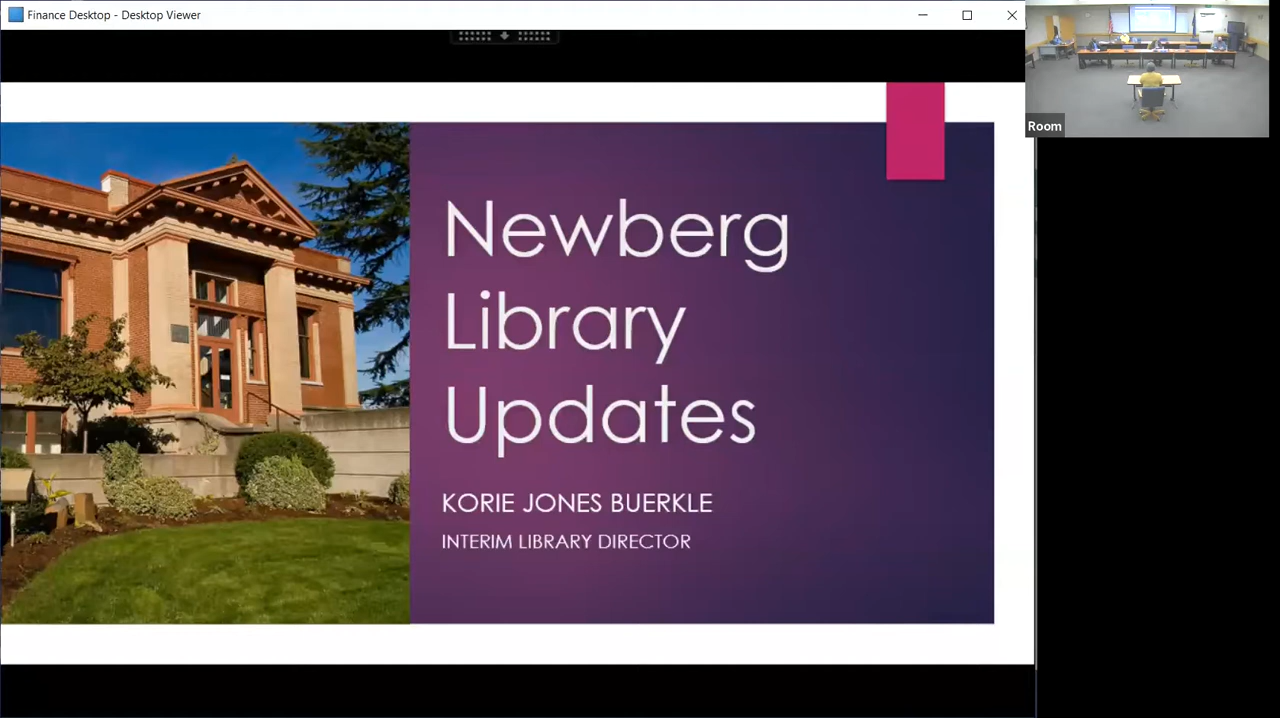 Finance Desktop - Desktop Viewer
Room
Newberg
Library
Updates
KORIE JONES BUERKLE
INTERIM LIBRARY DIRECTOR